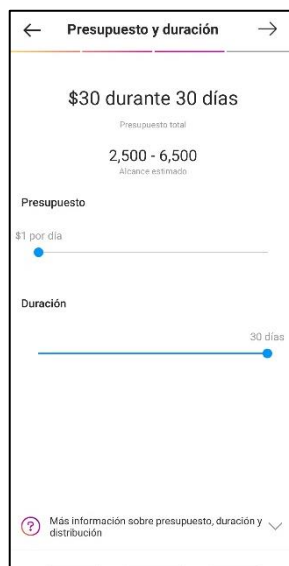 Presupuesto y duración
$30 durante 30 días
Presupuesto total
2,500 - 6,500
Alcance estimado
Presupuesto
$1 por día
Duración
30 días
Más información sobre presupuesto, duración y
distribución